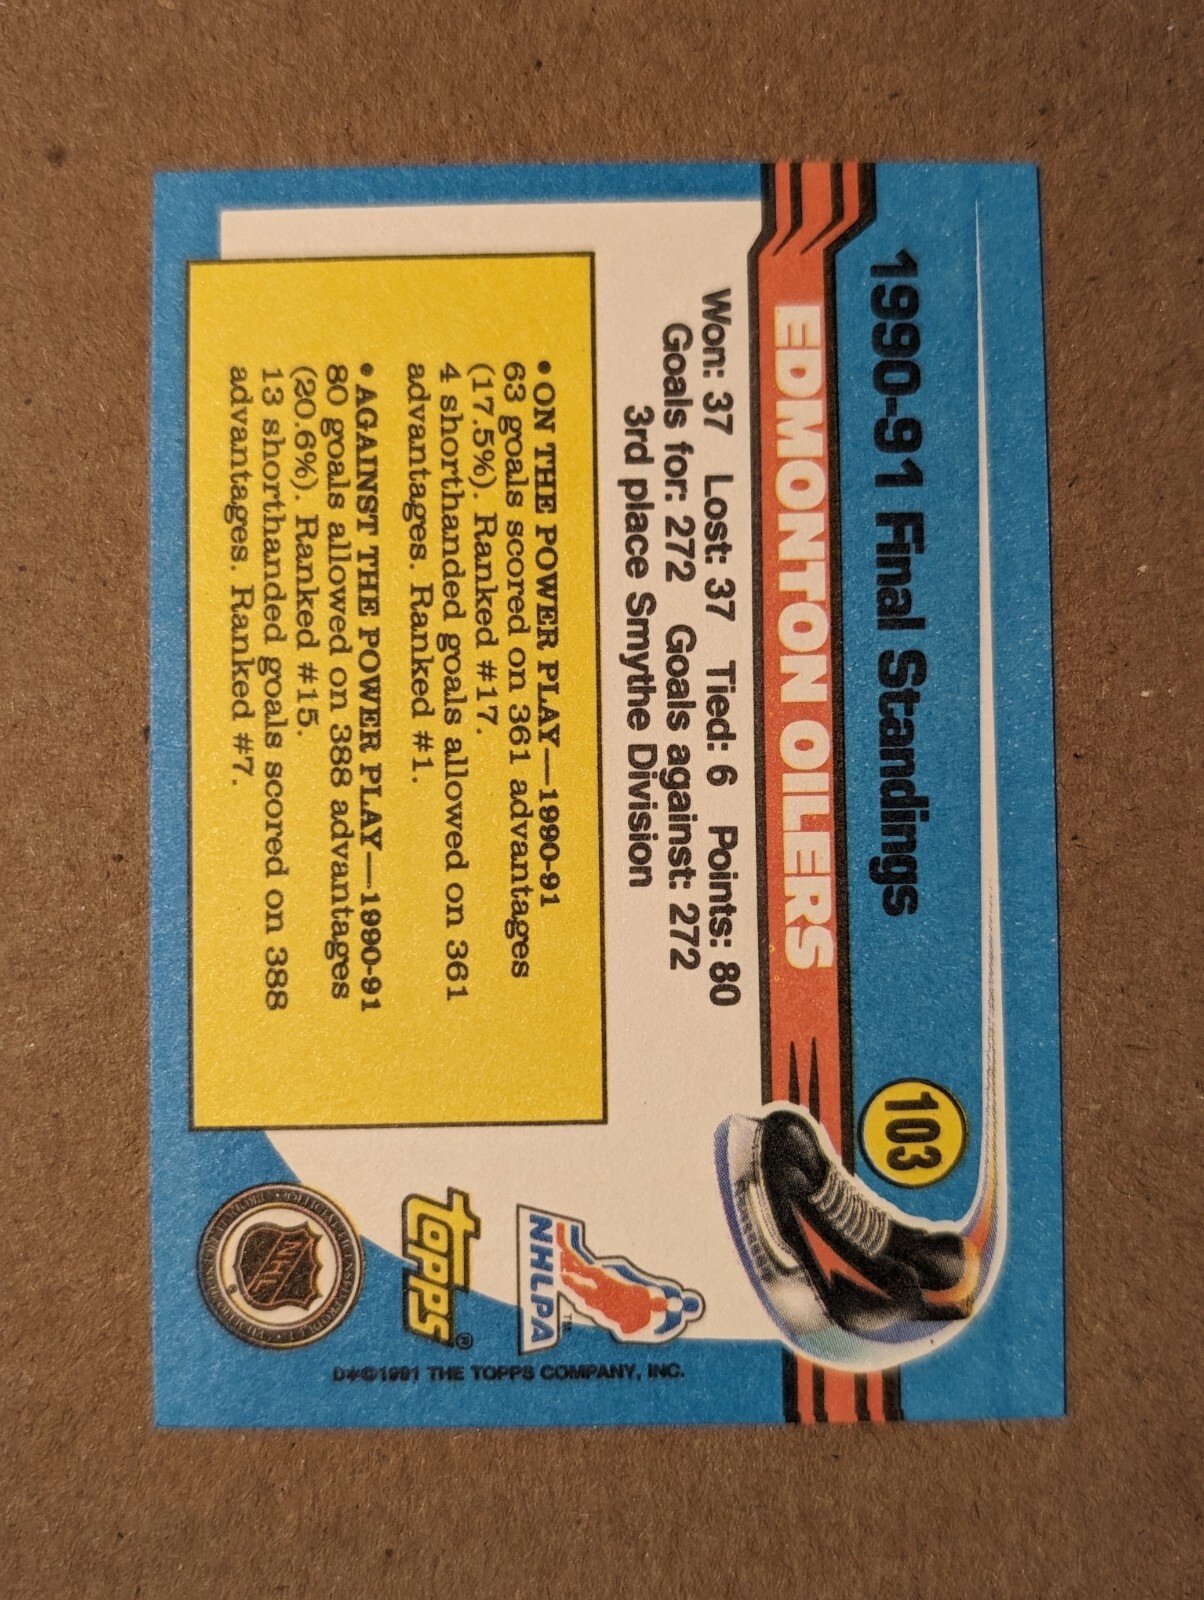 1990-91 Final Standings
103
EDMONTON OILERS
Won: 37 Lost: 37 Tied: 6 Points: 80
Goals for: 272 Goals against: 272
3rd place Smythe Division
• ON THE POWER PLAY—1990-91
63 goals scored on 361 advantages
(17.5%). Ranked #17.
4 shorthanded goals allowed on 361
advantages. Ranked #1.
• AGAINST THE POWER PLAY—1990-91
80 goals allowed on 388 advantages
(20.6%). Ranked #15.
13 shorthanded goals scored on 388
advantages. Ranked #7.
NHLPA™
TOPPS®
NHL
D*©1991 THE TOPPS COMPANY, INC.